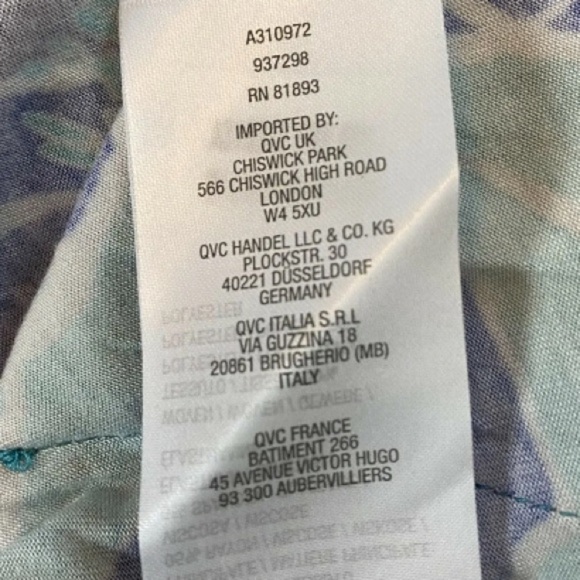 A310972
937298
RN 81893
IMPORTED BY:
QVC UK
CHISWICK PARK
566 CHISWICK HIGH ROAD
LONDON
W4 5XU
QVC HANDEL LLC & CO. KG
PLOCKSTR. 30
40221 DÜSSELDORF
GERMANY
QVC ITALIA S.R.L
VIA GUZZINA 18
20861 BRUGHERIO (MB)
ITALY
QVC FRANCE
BATIMENT 266
45 AVENUE VICTOR HUGO
93 300 AUBERVILLIERS